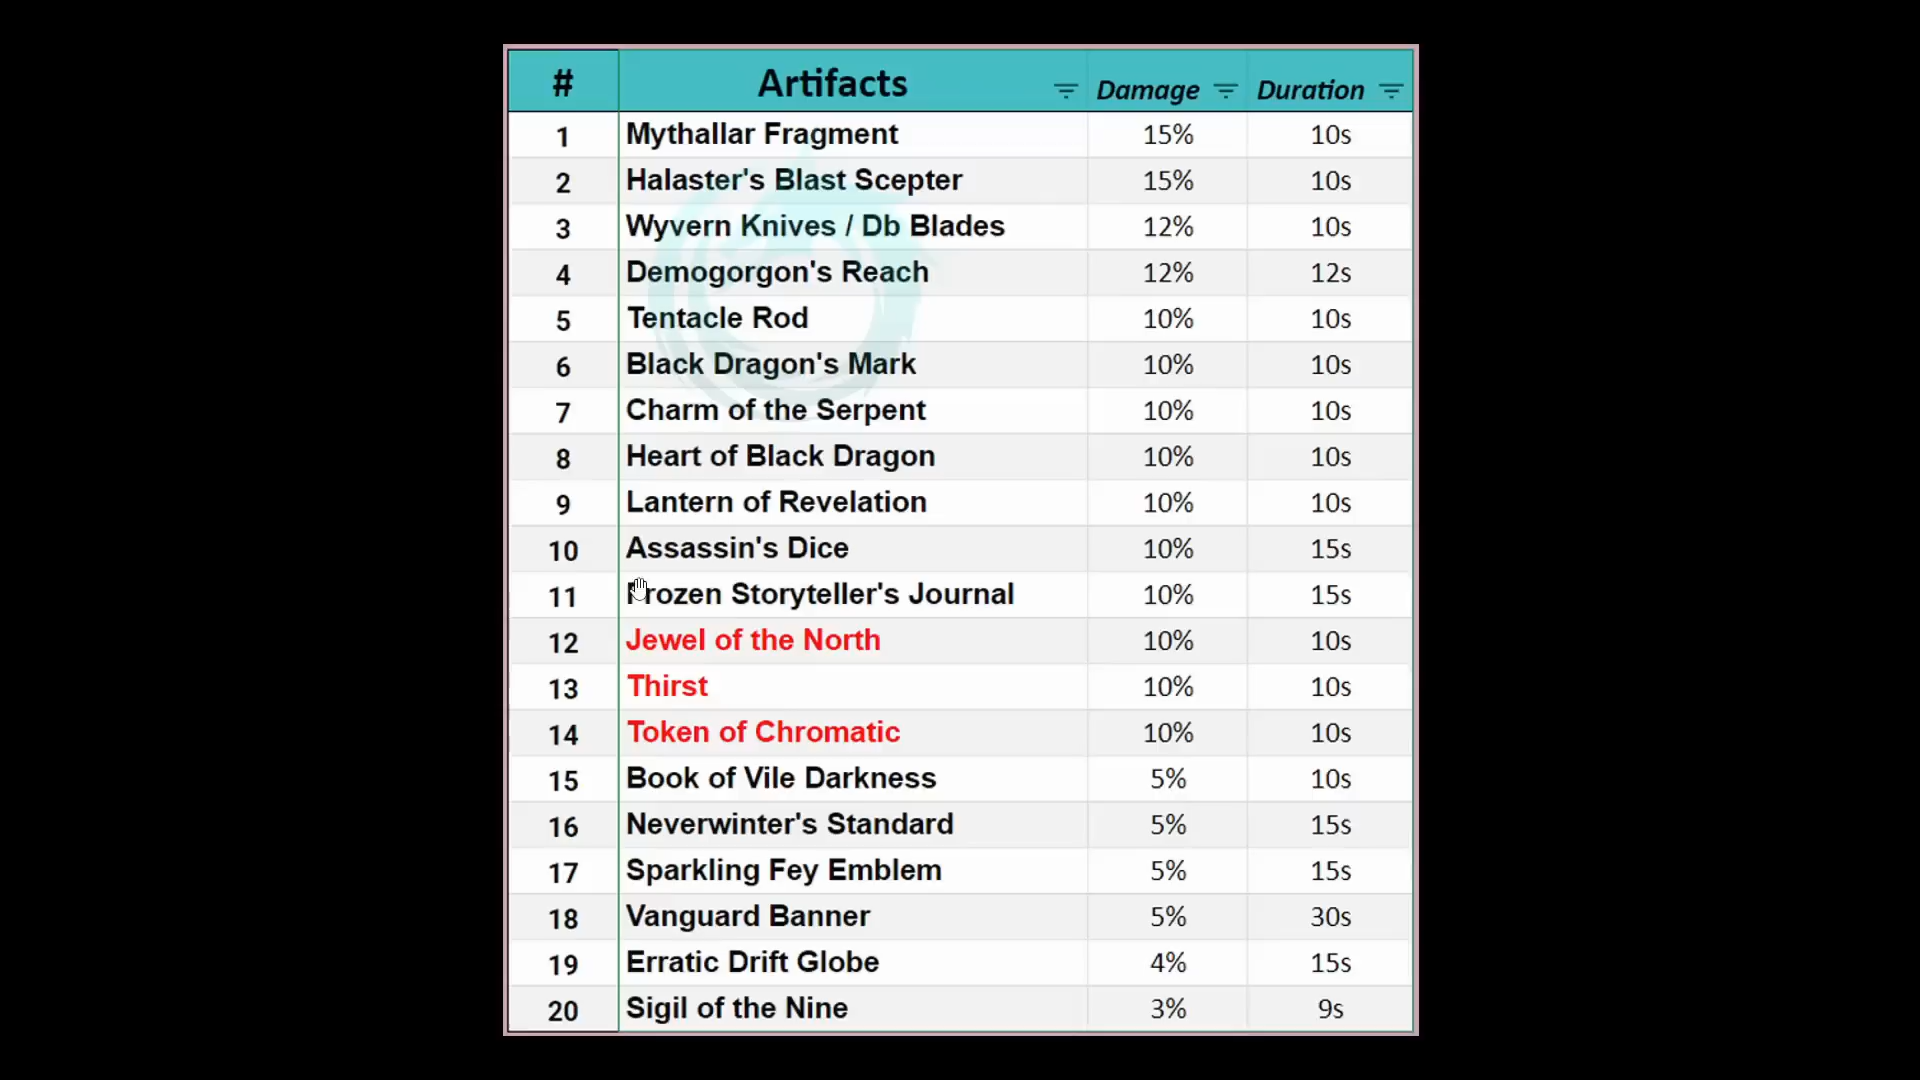 # Artifacts Damage Duration
1 Mythallar Fragment 15% 10s
2 Halaster's Blast Scepter 15% 10s
3 Wyvern Knives / Db Blades 12% 10s
4 Demogorgon's Reach 12% 12s
5 Tentacle Rod 10% 10s
6 Black Dragon's Mark 10% 10s
7 Charm of the Serpent 10% 10s
8 Heart of Black Dragon 10% 10s
9 Lantern of Revelation 10% 10s
10 Assassin's Dice 10% 15s
11 Frozen Storyteller's Journal 10% 15s
12 Jewel of the North 10% 10s
13 Thirst 10% 10s
14 Token of Chromatic 10% 10s
15 Book of Vile Darkness 5% 10s
16 Neverwinter's Standard 5% 15s
17 Sparkling Fey Emblem 5% 15s
18 Vanguard Banner 5% 30s
19 Erratic Drift Globe 4% 15s
20 Sigil of the Nine 3% 9s